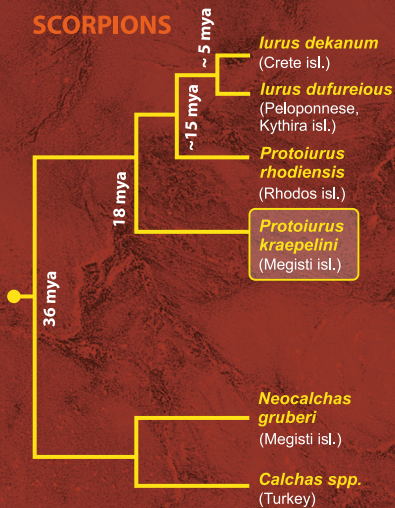 SCORPIONS
~ 5 mya
Iurus dekanum
(Crete isl.)
Iurus dufureious
(Peloponnese,
Kythira isl.)
~15 mya
Protoiurus
rhodiensis
(Rhodos isl.)
18 mya
Protoiurus
kraepelini
(Megisti isl.)
36 mya
Neocalchas
gruberi
(Megisti isl.)
Calchas spp.
(Turkey)